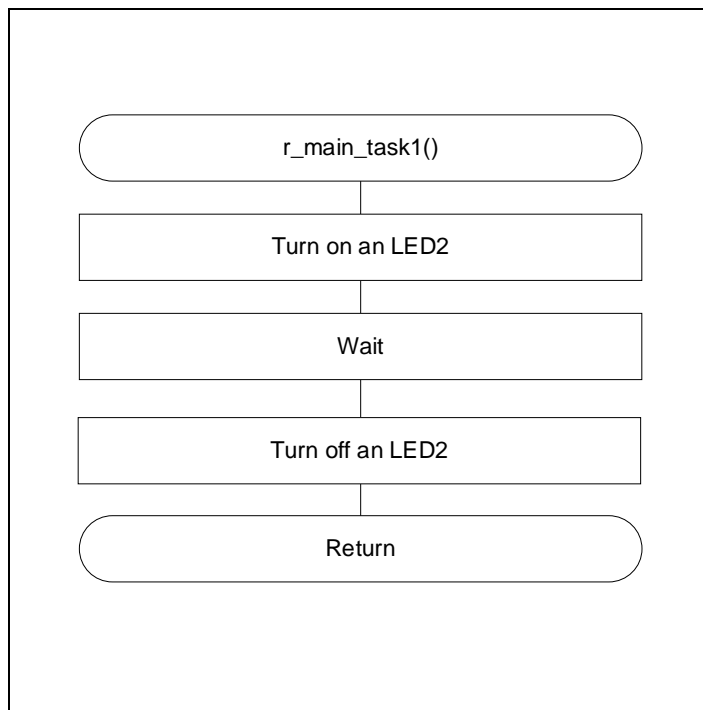 r_main_task1()
Turn on an LED2
Wait
Turn off an LED2
Return